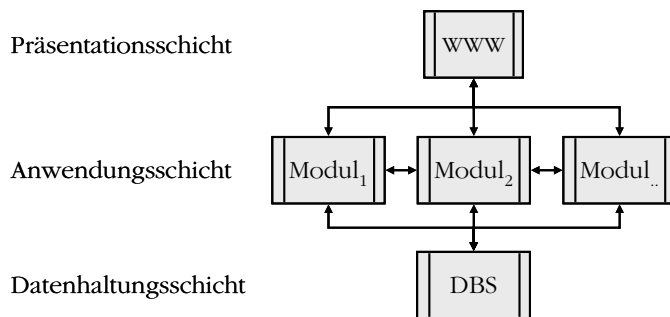 Präsentationsschicht
WWW
Anwendungsschicht
Modul1
Modul2
Modul..
Datenhaltungsschicht
DBS